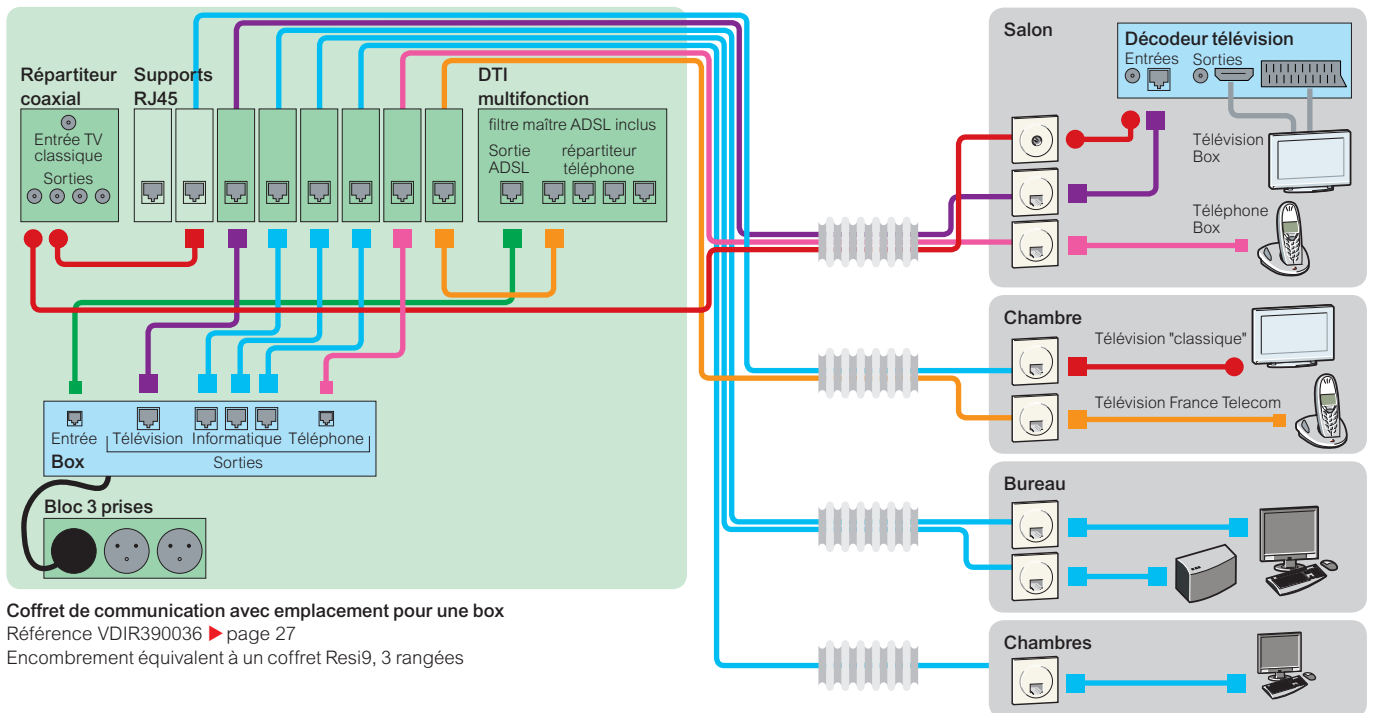 Répartiteur
coaxial
Entrée TV
classique
Sorties
Supports
RJ45
DTI
multifonction
filtre maître ADSL inclus
Sortie
ADSL
répartiteur
téléphone
Entrée
Télévision
Informatique
Téléphone
Box
Sorties
Bloc 3 prises
Salon
Décodeur télévision
Entrées
Sorties
Télévision
Box
Téléphone
Box
Chambre
Télévision "classique"
Télévision France Telecom
Bureau
Chambres
Coffret de communication avec emplacement pour une box
Référence VDIR390036 ▶ page 27
Encombrement équivalent à un coffret Resi9, 3 rangées